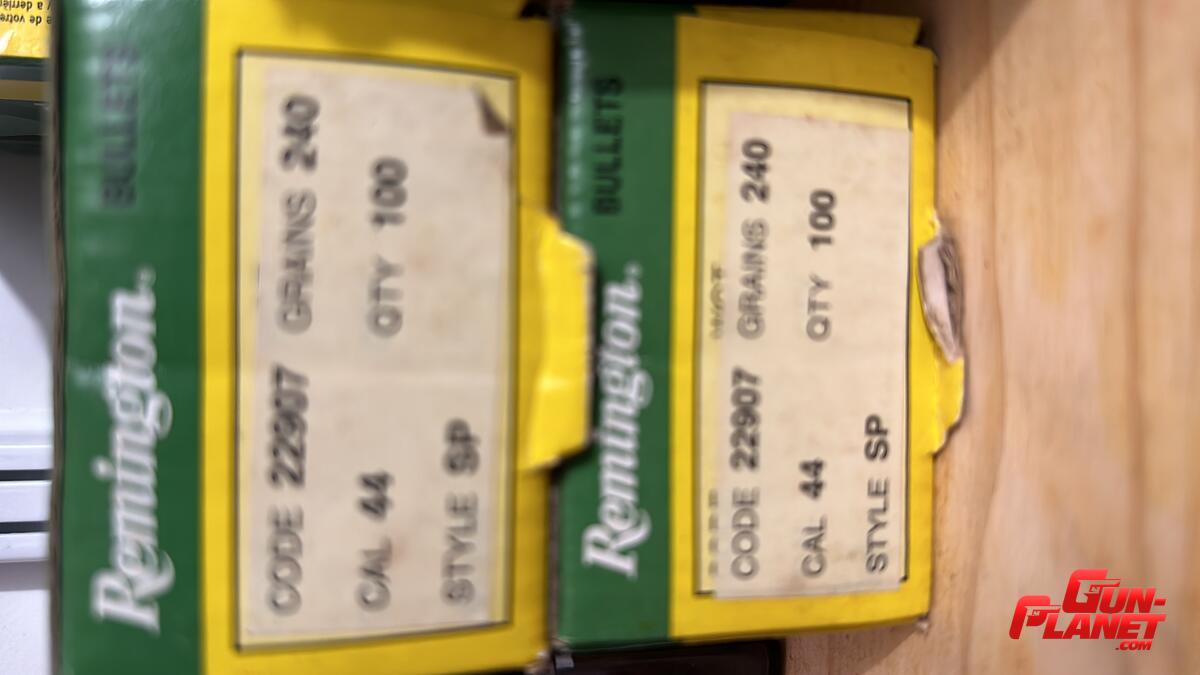 Remington®
BULLETS
CODE 22907 GRAINS 240
CAL 44 QTY 100
STYLE SP
Remington®
BULLETS
CODE 22907 GRAINS 240
CAL 44 QTY 100
STYLE SP
GUN-
PLANET
.COM